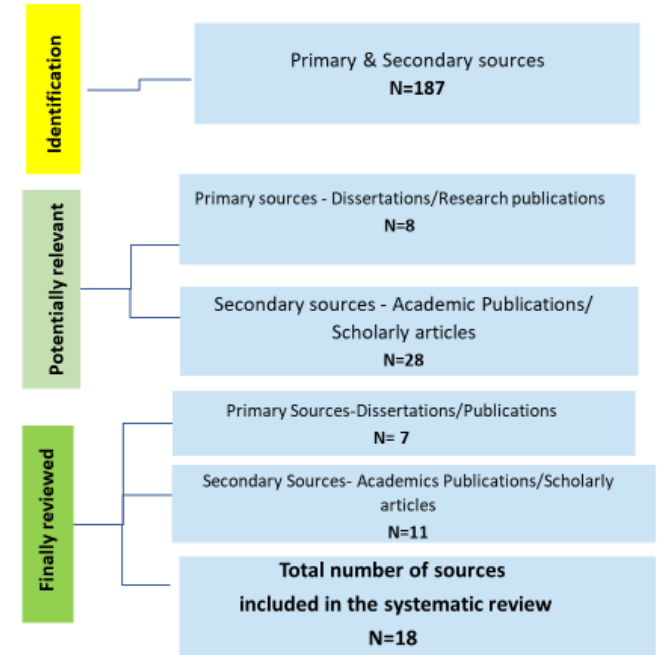 Identification
Primary & Secondary sources
N=187
Potentially relevant
Primary sources - Dissertations/Research publications
N=8
Secondary sources - Academic Publications/
Scholarly articles
N=28
Finally reviewed
Primary Sources-Dissertations/Publications
N= 7
Secondary Sources- Academics Publications/Scholarly
articles
N=11
Total number of sources
included in the systematic review
N=18